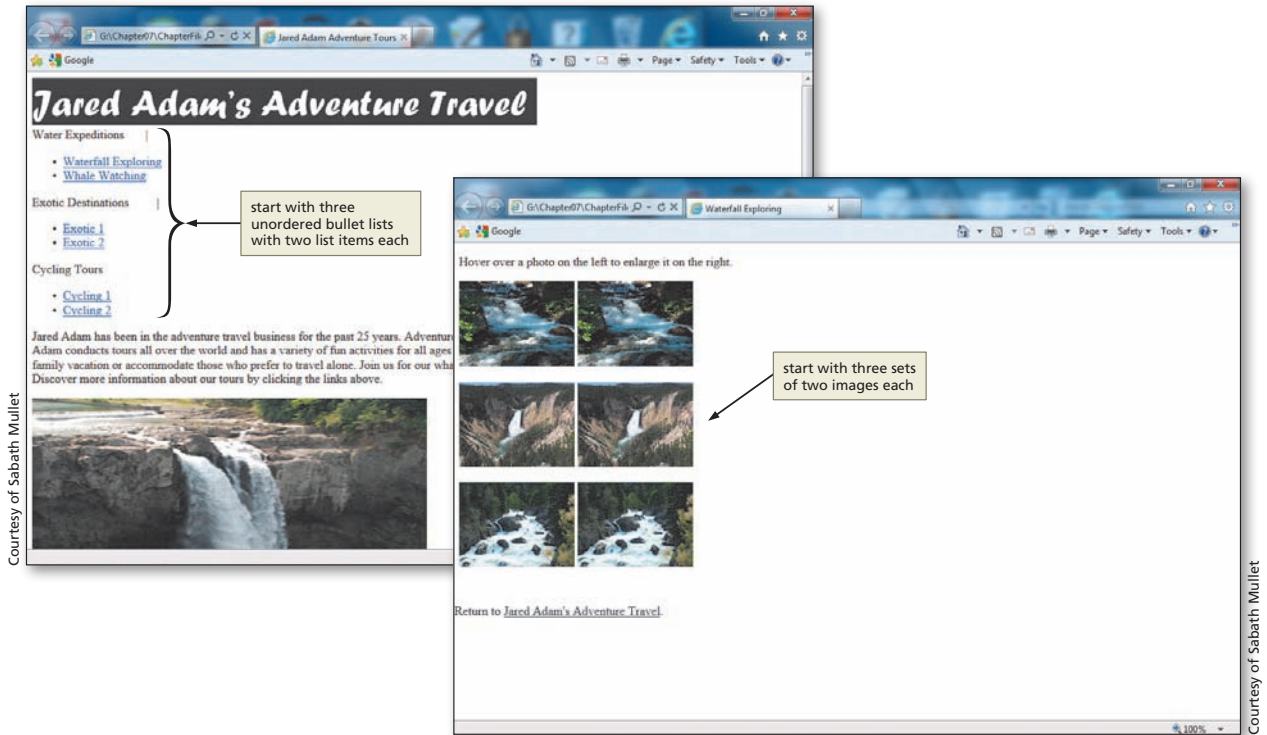 G:\Chapter07\ChapterFil
Jared Adam Adventure Tours
Google
Page Safety Tools
Jared Adam's Adventure Travel
Water Expeditions |
• Waterfall Exploring
• Whale Watching
Exotic Destinations |
• Exotic 1
• Exotic 2
Cycling Tours
• Cycling 1
• Cycling 2
start with three
unordered bullet lists
with two list items each
Jared Adam has been in the adventure travel business for the past 25 years. Adventur
Adam conducts tours all over the world and has a variety of fun activities for all ages
family vacation or accommodate those who prefer to travel alone. Join us for our wha
Discover more information about our tours by clicking the links above.
Courtesy of Sabath Mullet
G:\Chapter07\ChapterFil
Waterfall Exploring
Google
Page Safety Tools
Hover over a photo on the left to enlarge it on the right.
start with three sets
of two images each
Return to Jared Adam's Adventure Travel.
100%
Courtesy of Sabath Mullet